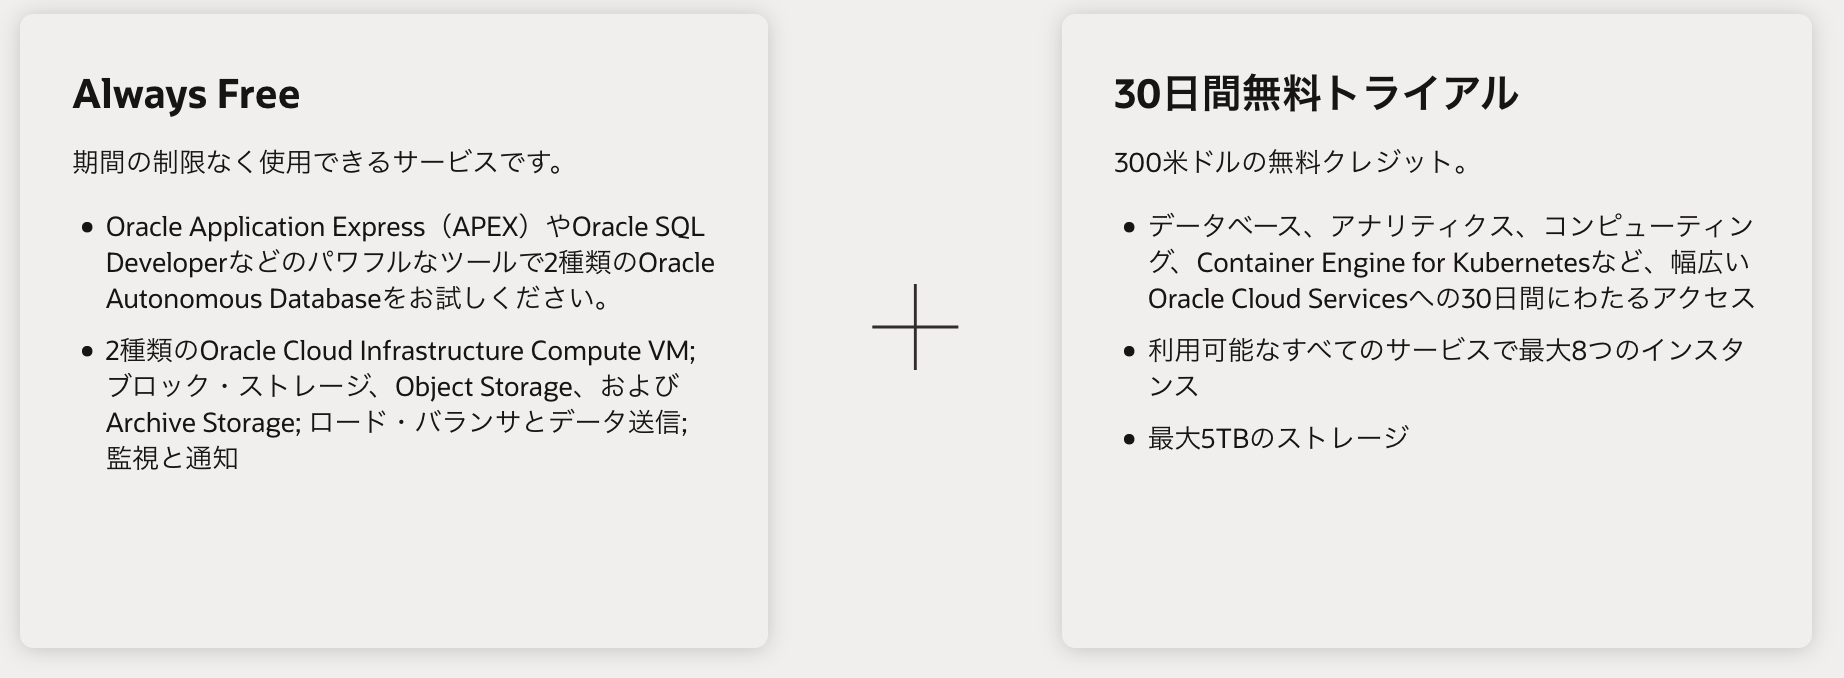 Always Free
期間の制限なく使用できるサービスです。
• Oracle Application Express（APEX）やOracle SQL
Developerなどのパワフルなツールで2種類のOracle
Autonomous Databaseをお試しください。
• 2種類のOracle Cloud Infrastructure Compute VM;
ブロック・ストレージ、Object Storage、および
Archive Storage; ロード・バランサとデータ送信;
監視と通知
30日間無料トライアル
300米ドルの無料クレジット。
• データベース、アナリティクス、コンピューティン
グ、Container Engine for Kubernetesなど、幅広い
Oracle Cloud Servicesへの30日間にわたるアクセス
• 利用可能なすべてのサービスで最大8つのインスタ
ンス
• 最大5TBのストレージ